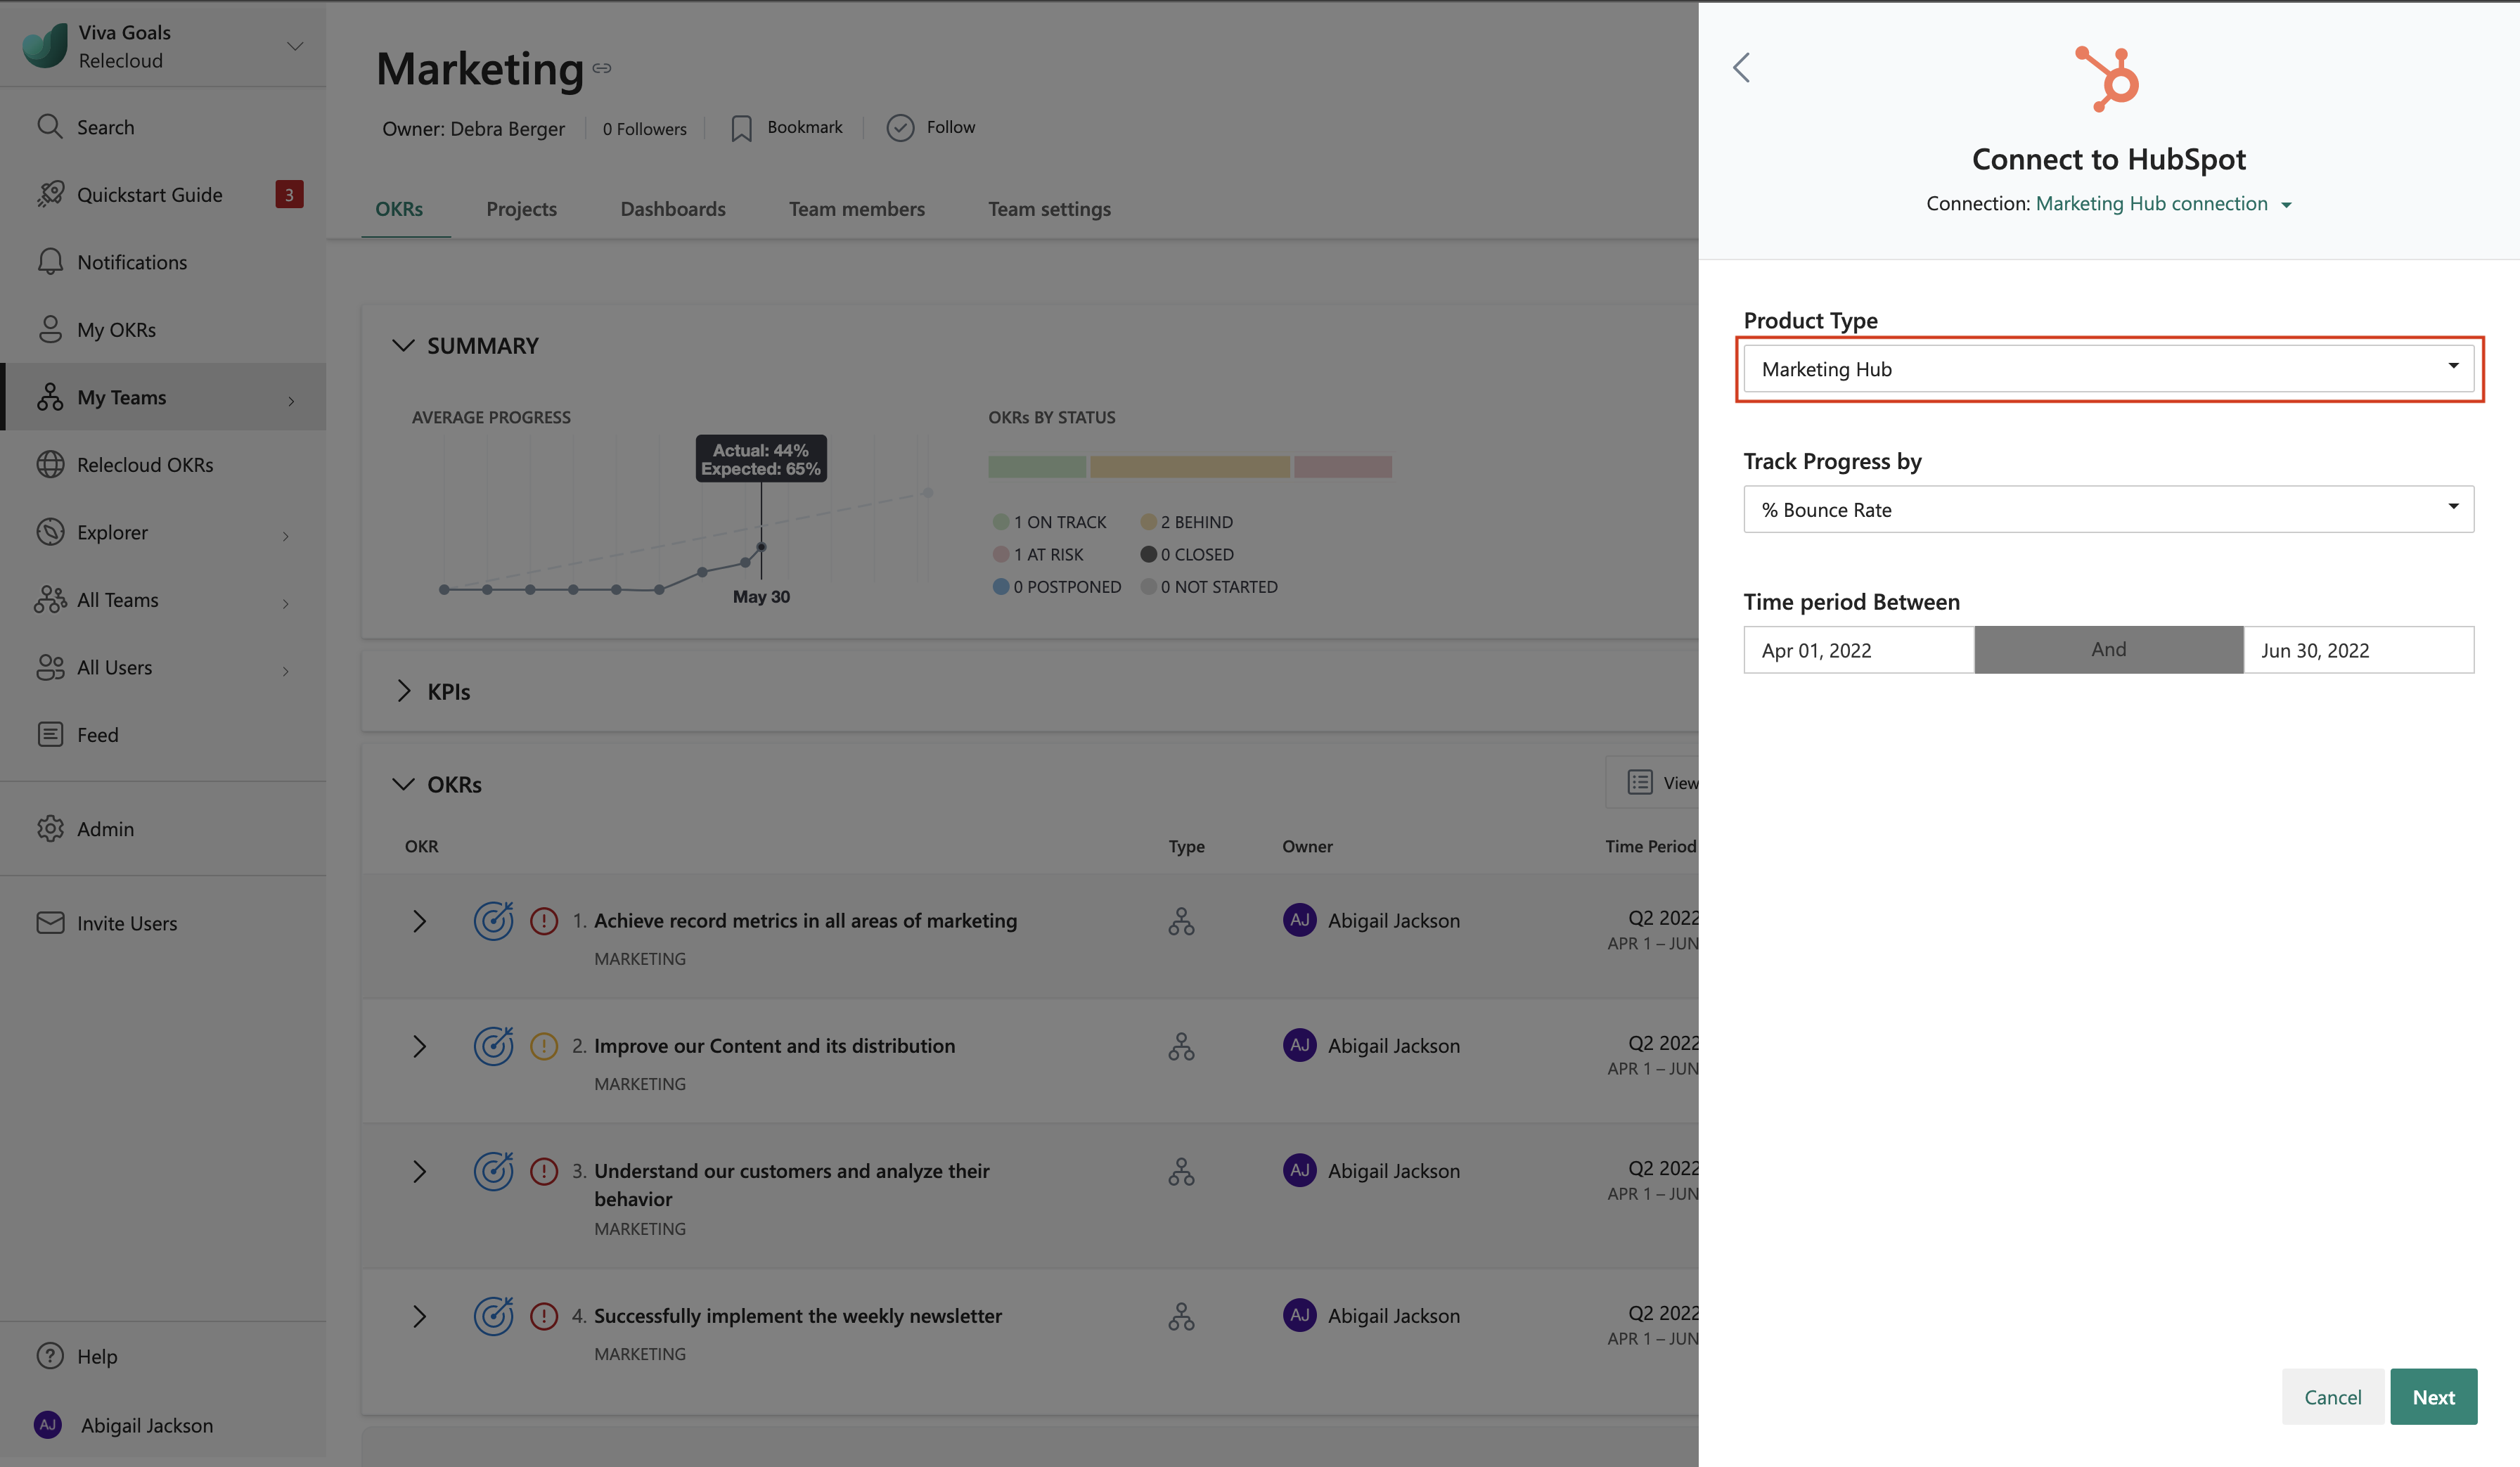 Viva Goals
Relecloud
Search
Quickstart Guide 3
Notifications
My OKRs
My Teams
Relecloud OKRs
Explorer
All Teams
All Users
Feed
Admin
Invite Users
Help
AJ Abigail Jackson
Marketing
Owner: Debra Berger 0 Followers Bookmark Follow
OKRs Projects Dashboards Team members Team settings
SUMMARY
AVERAGE PROGRESS
Actual: 44%
Expected: 65%
May 30
OKRs BY STATUS
1 ON TRACK 2 BEHIND
1 AT RISK 0 CLOSED
0 POSTPONED 0 NOT STARTED
KPIs
OKRs View
OKR Type Owner Time Period
1. Achieve record metrics in all areas of marketing AJ Abigail Jackson Q2 2022
MARKETING APR 1 – JUN
2. Improve our Content and its distribution AJ Abigail Jackson Q2 2022
MARKETING APR 1 – JUN
3. Understand our customers and analyze their AJ Abigail Jackson Q2 2022
behavior APR 1 – JUN
MARKETING
4. Successfully implement the weekly newsletter AJ Abigail Jackson Q2 2022
MARKETING APR 1 – JUN
Connect to HubSpot
Connection: Marketing Hub connection
Product Type
Marketing Hub
Track Progress by
% Bounce Rate
Time period Between
Apr 01, 2022 And Jun 30, 2022
Cancel Next